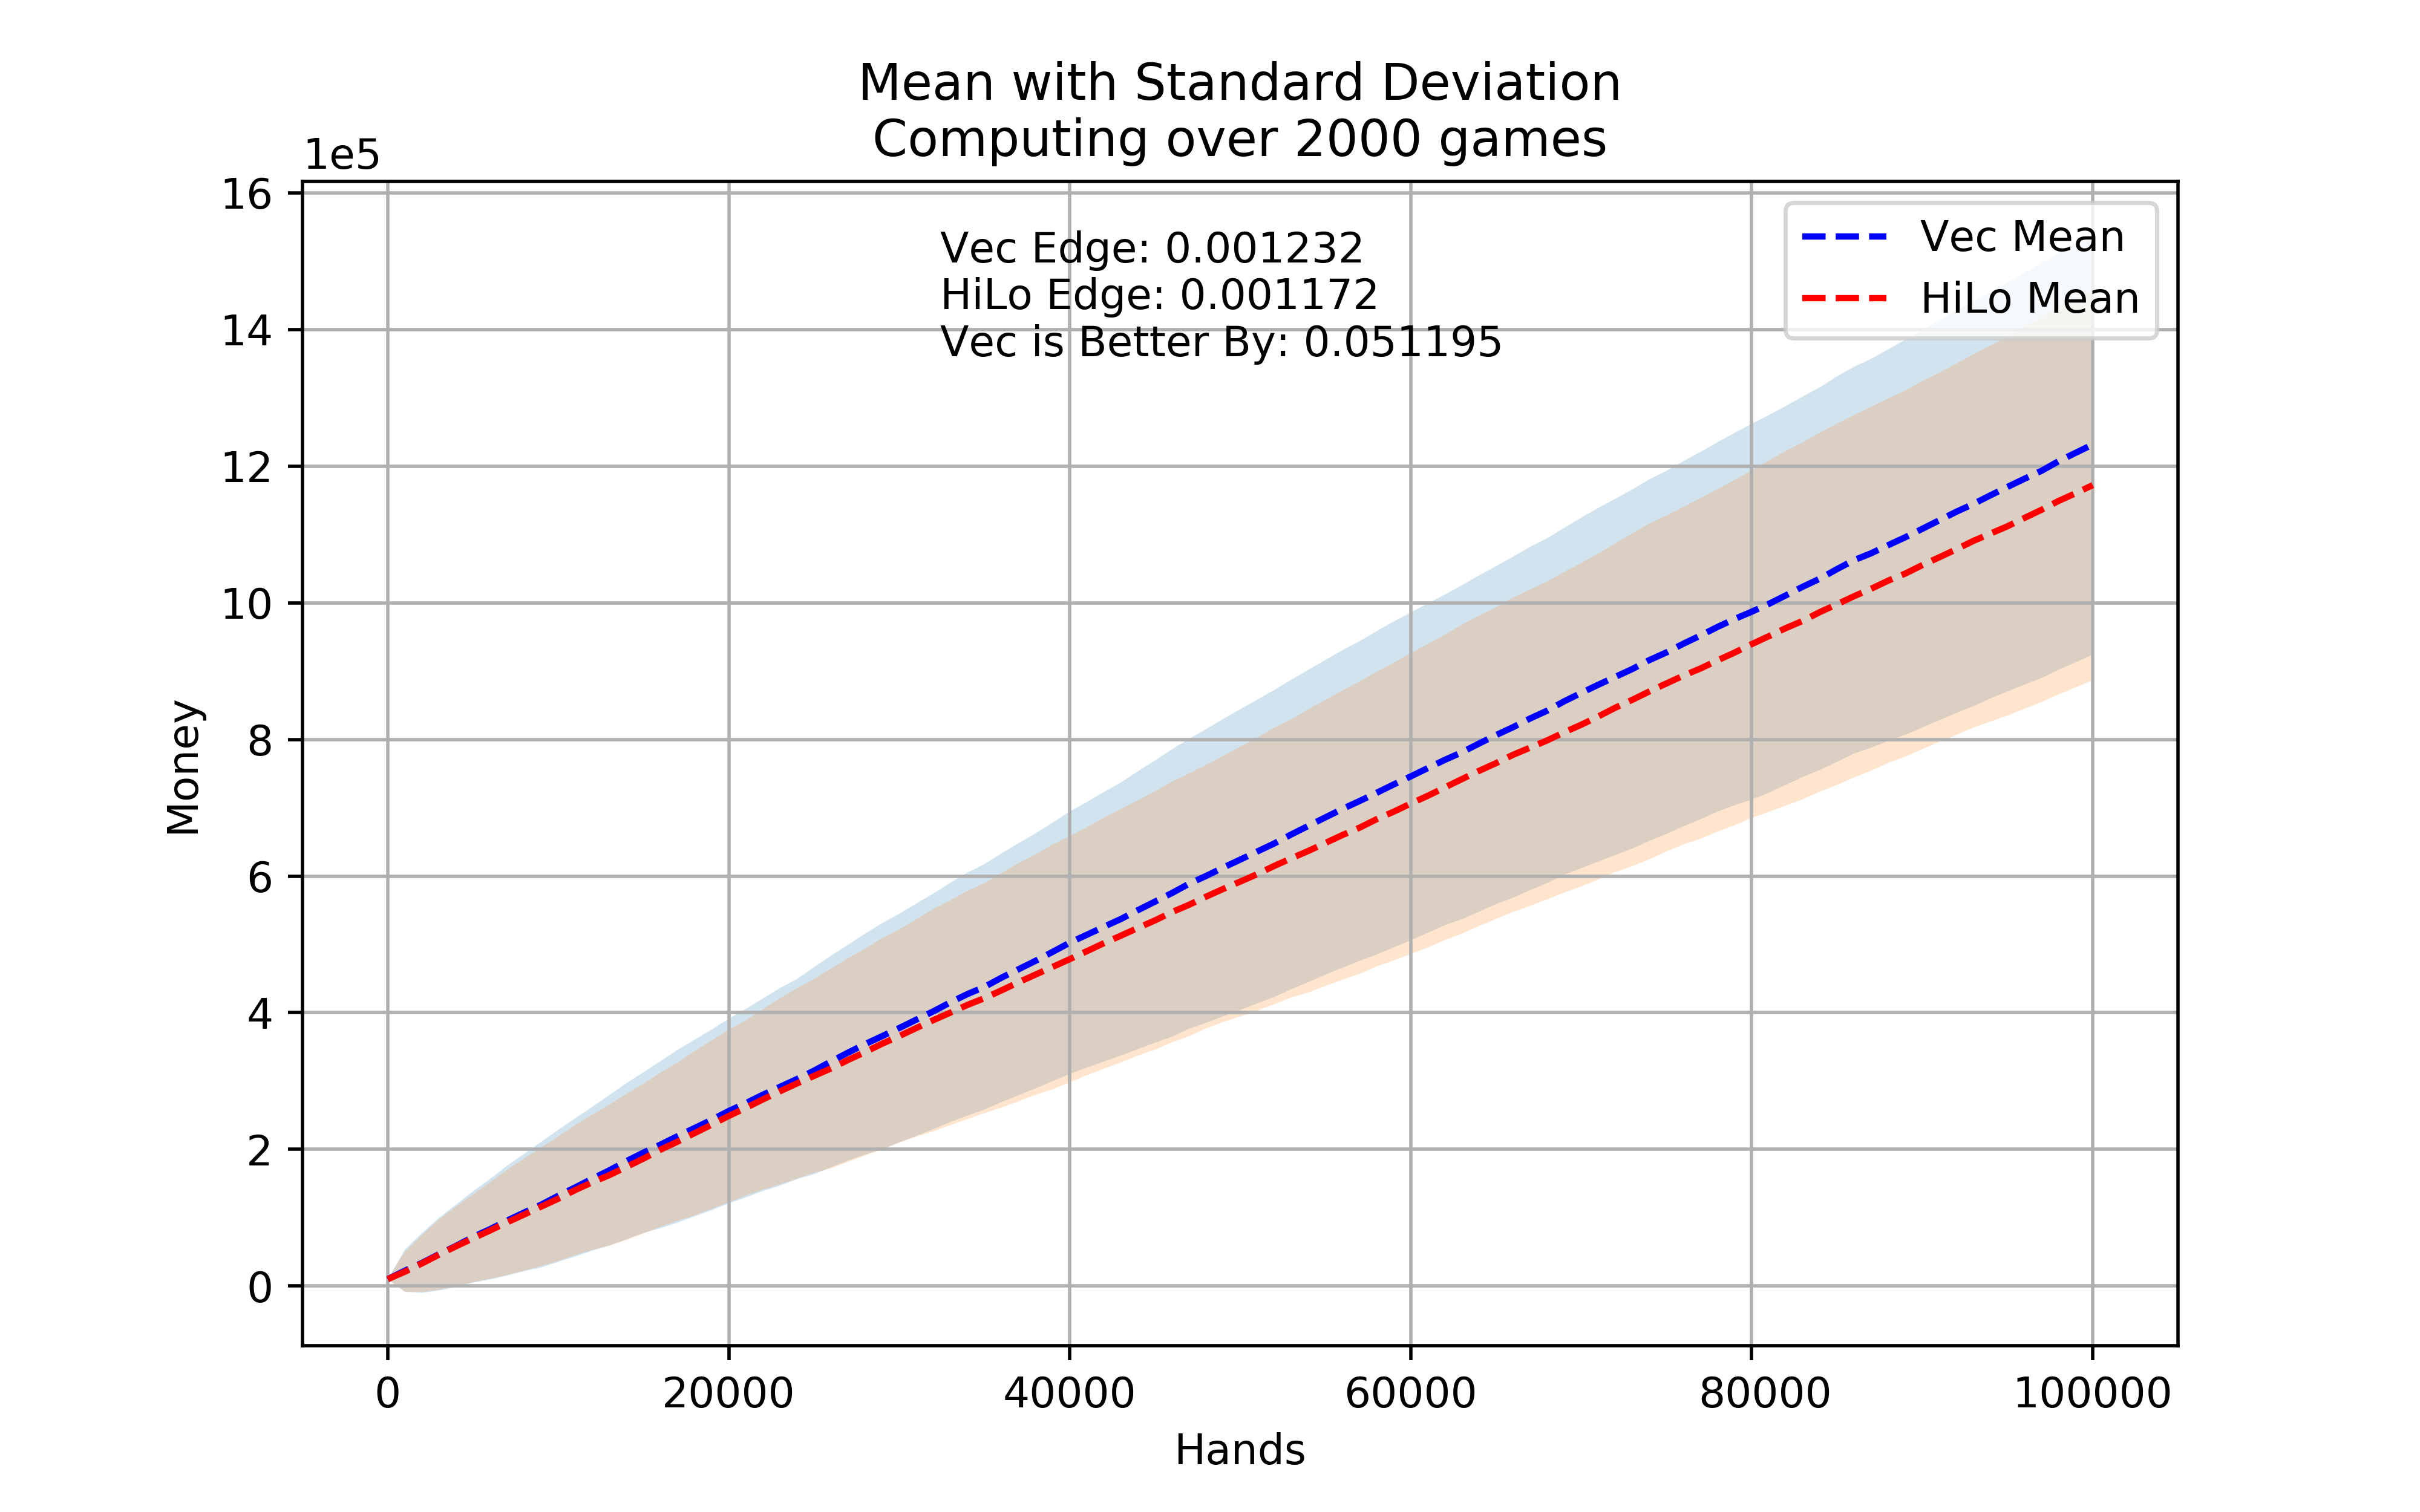 Mean with Standard Deviation
Computing over 2000 games
1e5
16
14
12
10
8
6
4
2
0
Money
Vec Edge: 0.001232
HiLo Edge: 0.001172
Vec is Better By: 0.051195
Vec Mean
HiLo Mean
0 20000 40000 60000 80000 100000
Hands